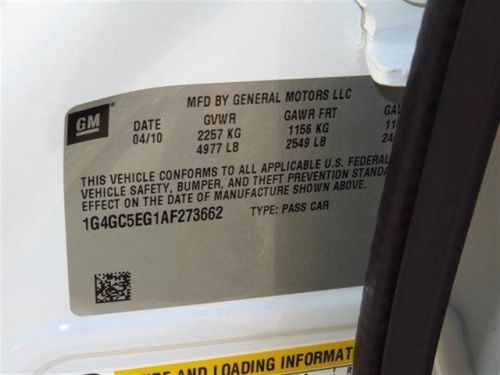 MFD BY GENERAL MOTORS LLC
GM DATE GVWR GAWR FRT
04/10 2257 KG 1156 KG
4977 LB 2549 LB
THIS VEHICLE CONFORMS TO ALL APPLICABLE U.S. FEDERAL
VEHICLE SAFETY, BUMPER, AND THEFT PREVENTION
EFFECT ON THE DATE OF MANUFACTURE SHOWN ABOVE.
1G4GC5EG1AF273662 TYPE: PASS CAR
AND LOADING